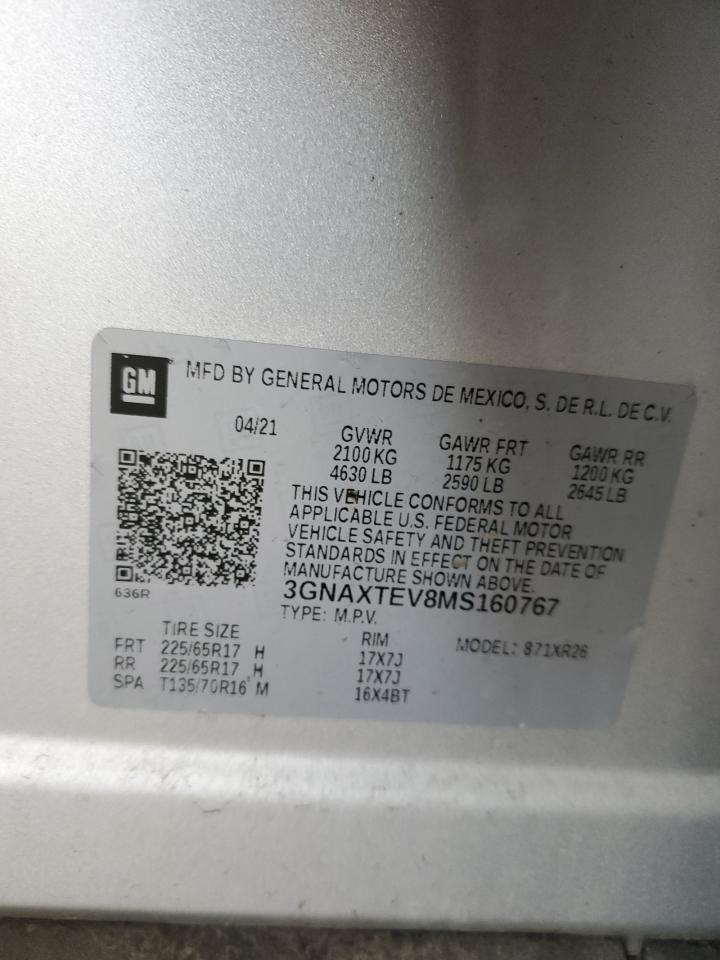 GM
MFD BY GENERAL MOTORS DE MEXICO, S. DE R.L. DE C.V.
04/21 GVWR GAWR FRT GAWR RR
2100 KG 1175 KG 1200 KG
4630 LB 2590 LB 2645 LB
THIS VEHICLE CONFORMS TO ALL
APPLICABLE U.S. FEDERAL MOTOR
VEHICLE SAFETY AND THEFT PREVENTION
STANDARDS IN EFFECT ON THE DATE OF
MANUFACTURE SHOWN ABOVE.
636R
3GNAXTEV8MS160767
TYPE: M.P.V.
TIRE SIZE RIM MODEL: 871XR26
FRT 225/65R17 H 17X7J
RR 225/65R17 H 17X7J
SPA T135/70R16 M 16X4BT